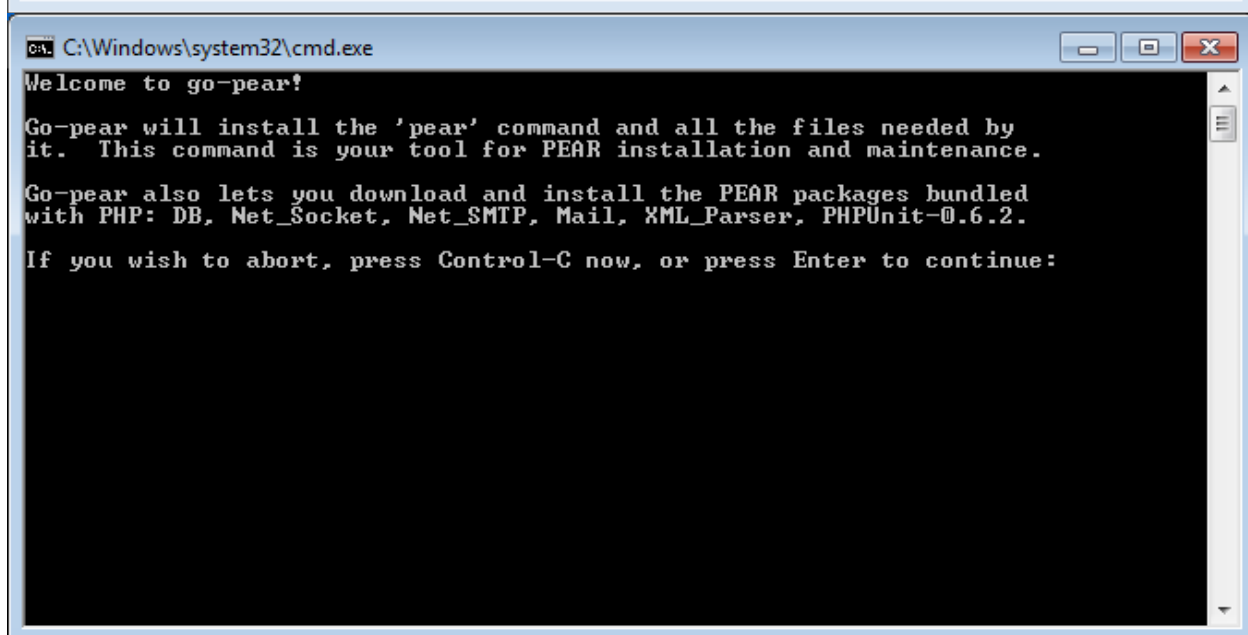 C:\Windows\system32\cmd.exe
Welcome to go-pear!
Go-pear will install the 'pear' command and all the files needed by
it.  This command is your tool for PEAR installation and maintenance.
Go-pear also lets you download and install the PEAR packages bundled
with PHP: DB, Net_Socket, Net_SMTP, Mail, XML_Parser, PHPUnit-0.6.2.
If you wish to abort, press Control-C now, or press Enter to continue: